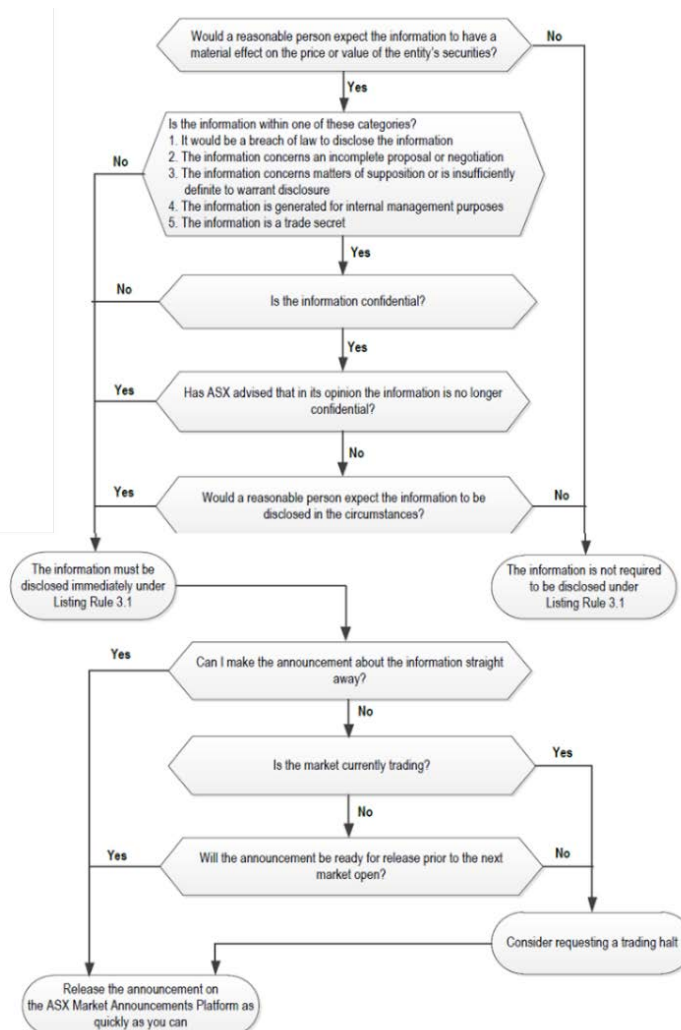 Would a reasonable person expect the information to have a
material effect on the price or value of the entity's securities?
No
Yes
Is the information within one of these categories?
1. It would be a breach of law to disclose the information
2. The information concerns an incomplete proposal or negotiation
3. The information concerns matters of supposition or is insufficiently
definite to warrant disclosure
4. The information is generated for internal management purposes
5. The information is a trade secret
No
Yes
No
Is the information confidential?
Yes
Yes
Has ASX advised that in its opinion the information is no longer
confidential?
No
Yes
Would a reasonable person expect the information to be
disclosed in the circumstances?
No
The information must be
disclosed immediately under
Listing Rule 3.1
The information is not required
to be disclosed under
Listing Rule 3.1
Yes
Can I make the announcement about the information straight
away?
No
Is the market currently trading?
Yes
No
Yes
Will the announcement be ready for release prior to the next
market open?
No
Consider requesting a trading halt
Release the announcement on
the ASX Market Announcements Platform as
quickly as you can